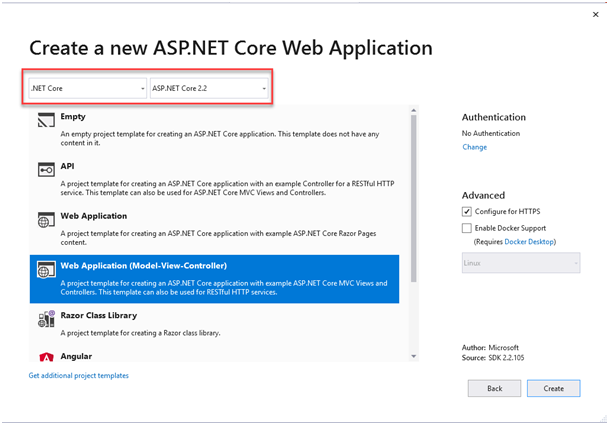 Create a new ASP.NET Core Web Application
.NET Core
ASP.NET Core 2.2
Empty
An empty project template for creating an ASP.NET Core application. This template does not have any
content in it.
API
A project template for creating an ASP.NET Core application with an example Controller for a RESTful HTTP
service. This template can also be used for ASP.NET Core MVC Views and Controllers.
Web Application
A project template for creating an ASP.NET Core application with example ASP.NET Core Razor Pages
content.
Web Application (Model-View-Controller)
A project template for creating an ASP.NET Core application with example ASP.NET Core MVC Views and
Controllers. This template can also be used for RESTful HTTP services.
Razor Class Library
A project template for creating a Razor class library.
Angular
Get additional project templates
Authentication
No Authentication
Change
Advanced
Configure for HTTPS
Enable Docker Support
(Requires Docker Desktop)
Linux
Author: Microsoft
Source: SDK 2.2.105
Back
Create